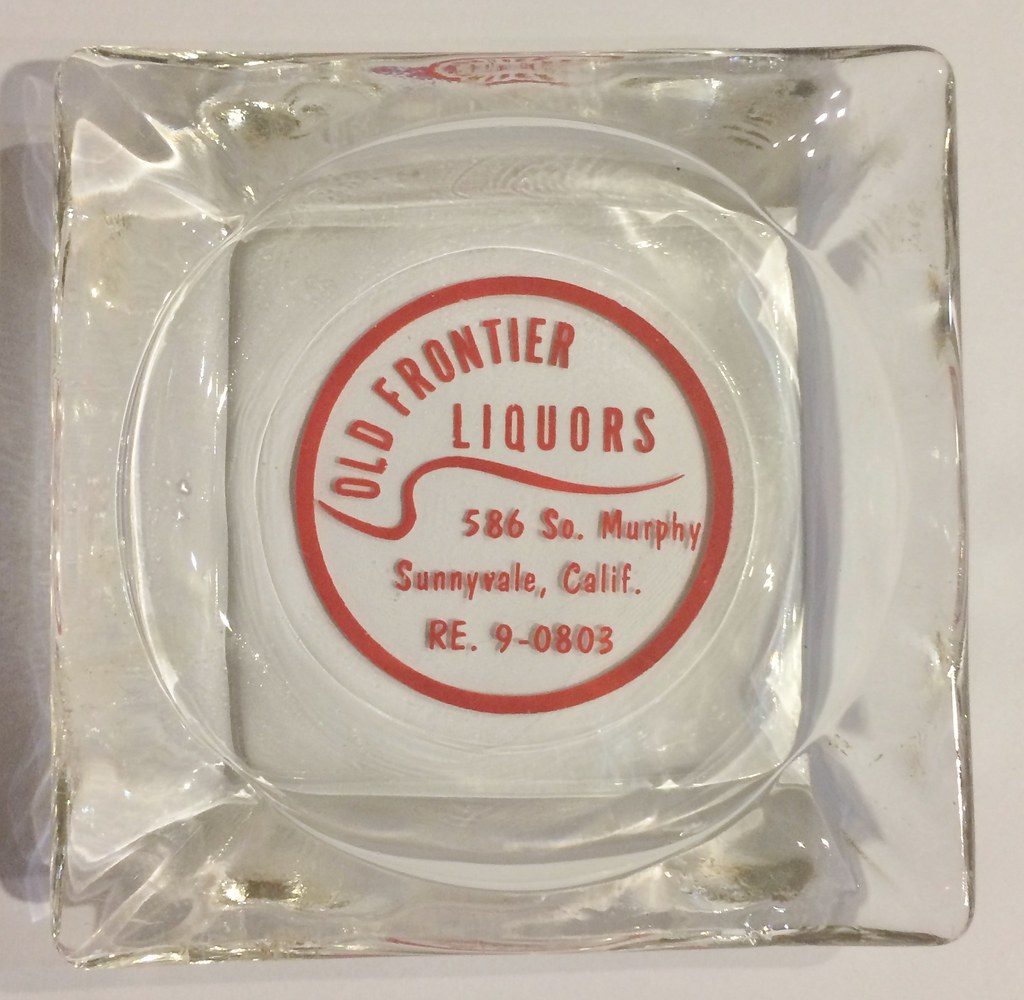 OLD FRONTIER
LIQUORS
586 So. Murphy
Sunnyvale, Calif.
RE. 9-0803